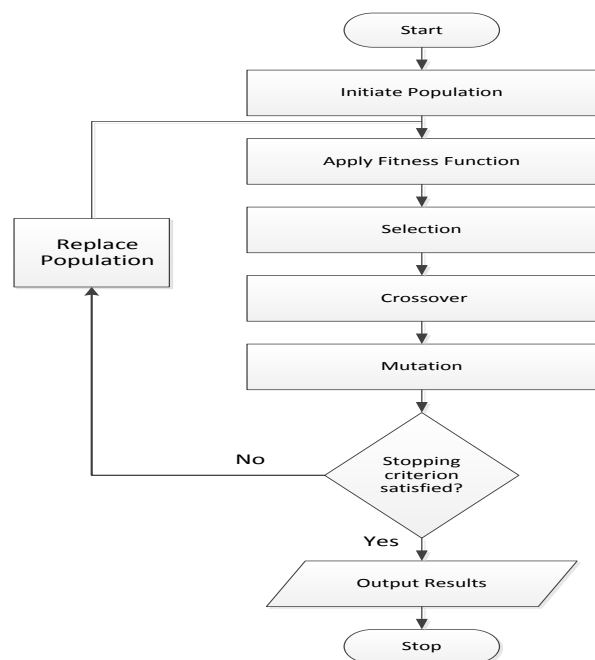 Start
Initiate Population
Apply Fitness Function
Selection
Replace
Population
Crossover
Mutation
Stopping
criterion
satisfied?
No
Yes
Output Results
Stop